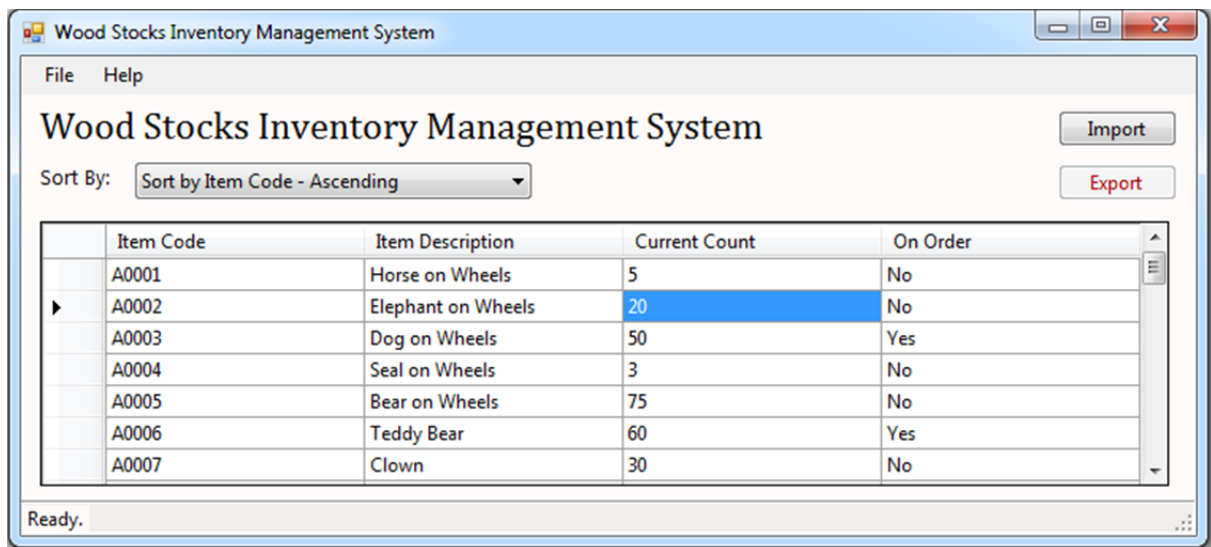 Wood Stocks Inventory Management System
File Help
Wood Stocks Inventory Management System
Import
Sort By: Sort by Item Code - Ascending
Export
Item Code Item Description Current Count On Order
A0001 Horse on Wheels 5 No
A0002 Elephant on Wheels 20 No
A0003 Dog on Wheels 50 Yes
A0004 Seal on Wheels 3 No
A0005 Bear on Wheels 75 No
A0006 Teddy Bear 60 Yes
A0007 Clown 30 No
Ready.